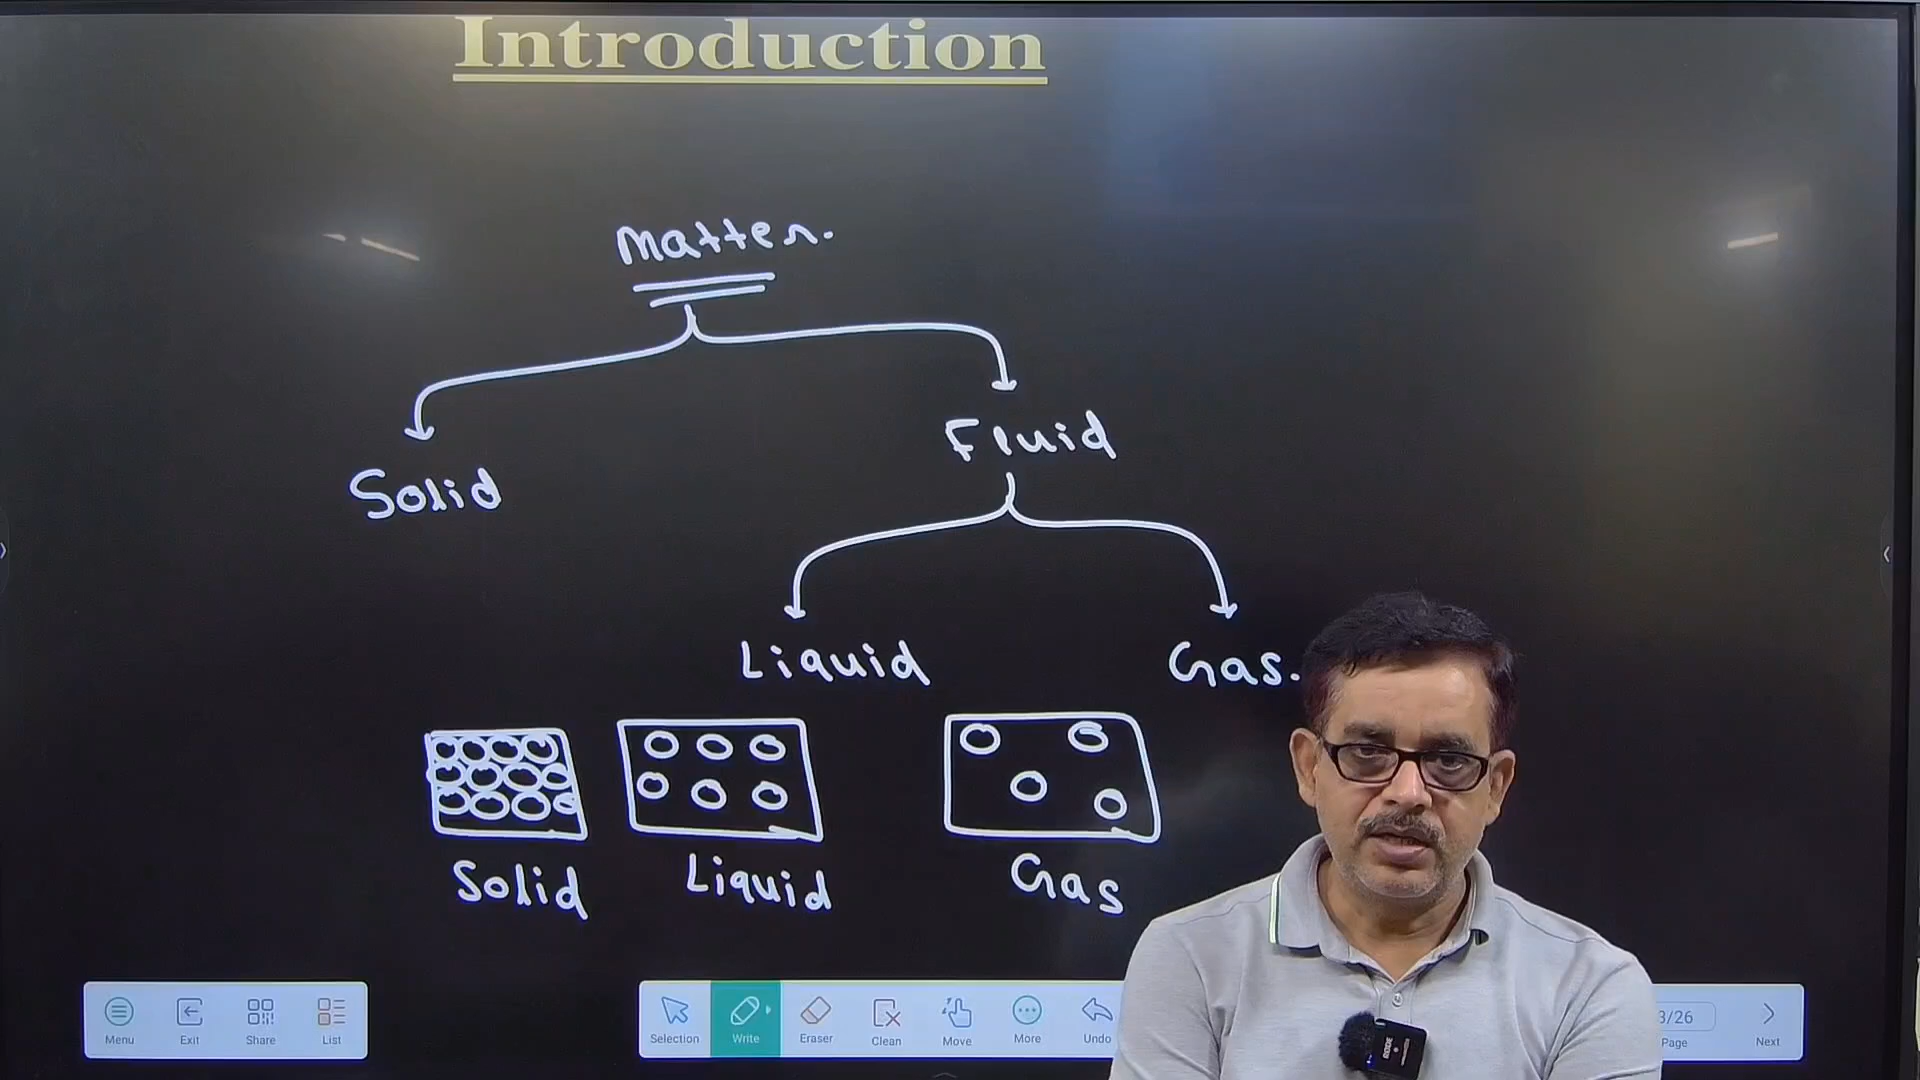 Introduction
Matter.
Fluid
Solid
Liquid
Gas.
Solid
Liquid
Gas
Menu
Exit
Share
List
Selection
Write
Eraser
Clean
Move
More
Undo
3/26
Page
Next